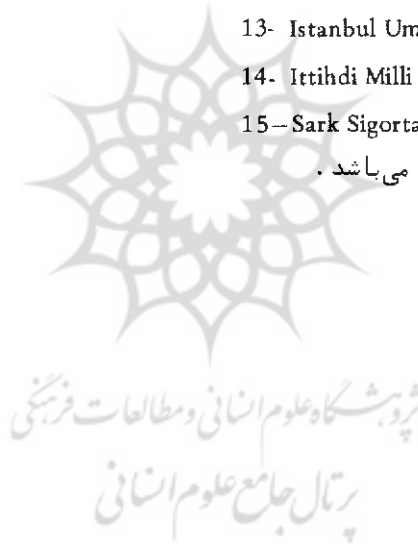 13- Istanbul Um
14- Ittihdi Milli
15–Sark Sigorta
می‌باشد .
پژوهشگاه علوم انسانی و مطالعات فرهنگی
پرتال جامع علوم انسانی